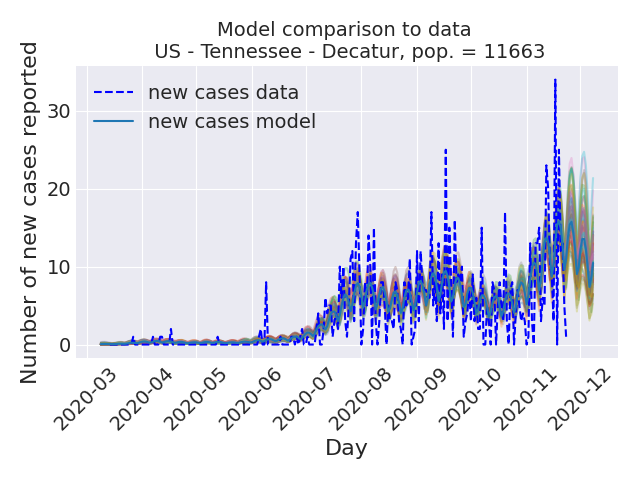 Model comparison to data
US - Tennessee - Decatur, pop. = 11663
Number of new cases reported
30
20
10
0
new cases data
new cases model
2020-03
2020-04
2020-05
2020-06
2020-07
2020-08
2020-09
2020-10
2020-11
2020-12
Day